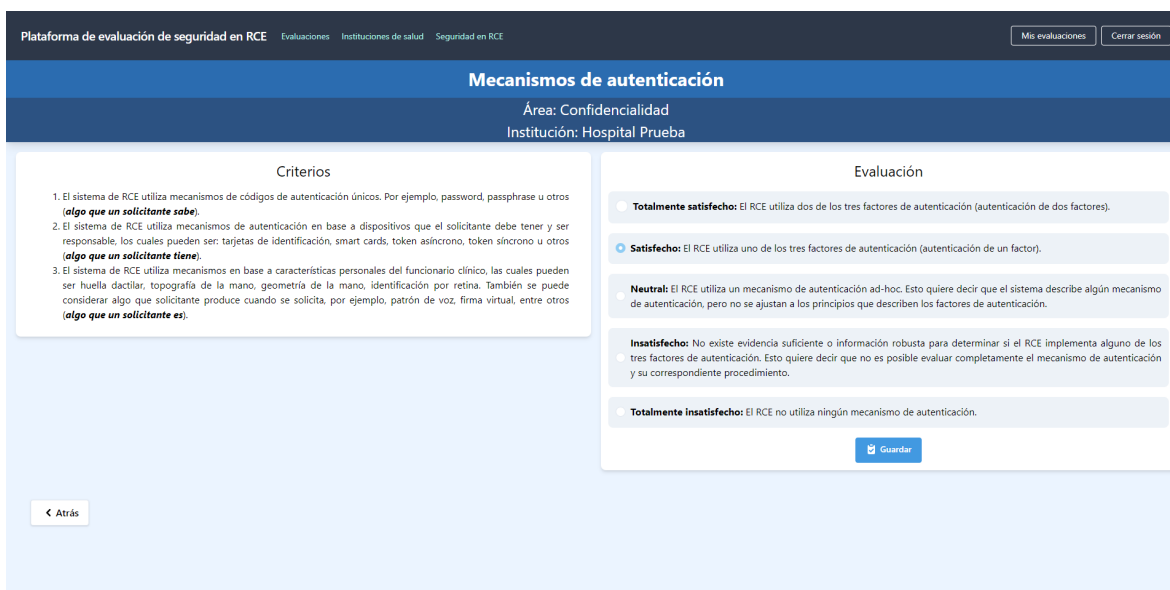 Plataforma de evaluación de seguridad en RCE Evaluaciones Instituciones de salud Seguridad en RCE Mis evaluaciones Cerrar sesión
Mecanismos de autenticación
Área: Confidencialidad
Institución: Hospital Prueba
Criterios
1. El sistema de RCE utiliza mecanismos de códigos de autenticación únicos. Por ejemplo, password, passphrase u otros
(algo que un solicitante sabe).
2. El sistema de RCE utiliza mecanismos de autenticación en base a dispositivos que el solicitante debe tener y ser
responsable, los cuales pueden ser: tarjetas de identificación, smart cards, token asíncrono, token síncrono u otros
(algo que un solicitante tiene).
3. El sistema de RCE utiliza mecanismos en base a características personales del funcionario clínico, las cuales pueden
ser huella dactilar, topografía de la mano, geometría de la mano, identificación por retina. También se puede
considerar algo que solicitante produce cuando se solicita, por ejemplo, patrón de voz, firma virtual, entre otros
(algo que un solicitante es).
Evaluación
Totalmente satisfecho: El RCE utiliza dos de los tres factores de autenticación (autenticación de dos factores).
Satisfecho: El RCE utiliza uno de los tres factores de autenticación (autenticación de un factor).
Neutral: El RCE utiliza un mecanismo de autenticación ad-hoc. Esto quiere decir que el sistema describe algún mecanismo
de autenticación, pero no se ajustan a los principios que describen los factores de autenticación.
Insatisfecho: No existe evidencia suficiente o información robusta para determinar si el RCE implementa alguno de los
tres factores de autenticación. Esto quiere decir que no es posible evaluar completamente el mecanismo de autenticación
y su correspondiente procedimiento.
Totalmente insatisfecho: El RCE no utiliza ningún mecanismo de autenticación.
Guardar
Atrás